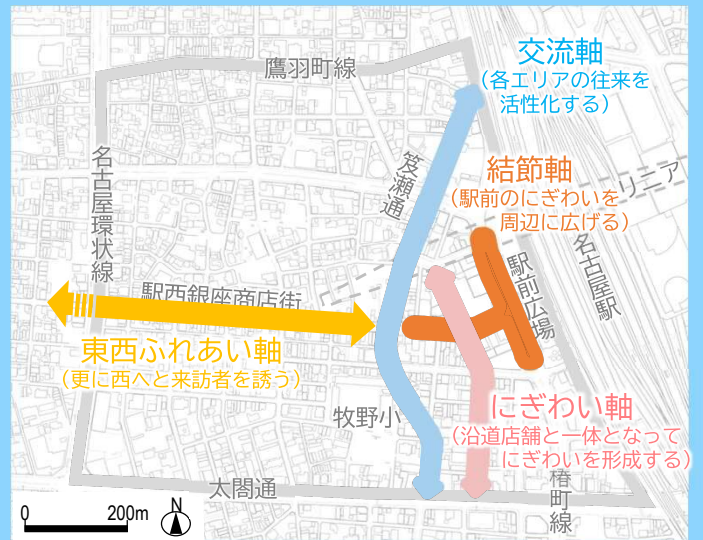 交流軸
(各エリアの往来を
活性化する)
鷹羽町線
名古屋環状線
笈瀬通
結節軸
(駅前のにぎわいを
周辺に広げる)
リニア
名古屋駅
駅前広場
駅西銀座商店街
東西ふれあい軸
(更に西へと来訪者を誘う)
牧野小
にぎわい軸
(沿道店舗と一体となって
にぎわいを形成する)
太閤通
椿町線
0 200m
N